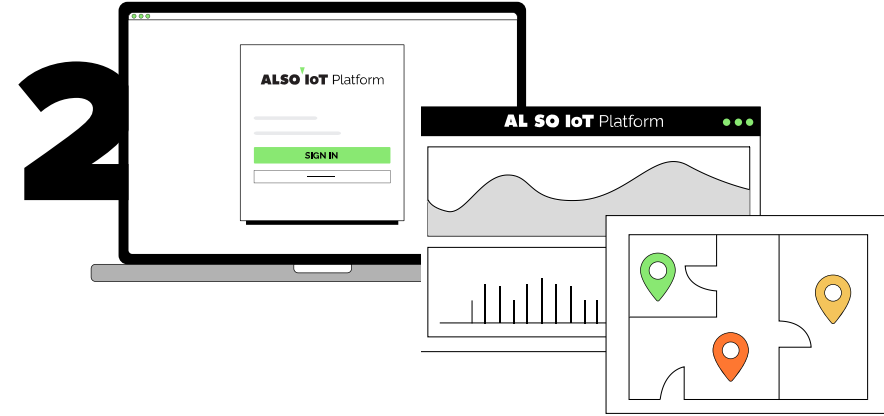 2
ALSO IoT Platform
SIGN IN
AL SO IoT Platform